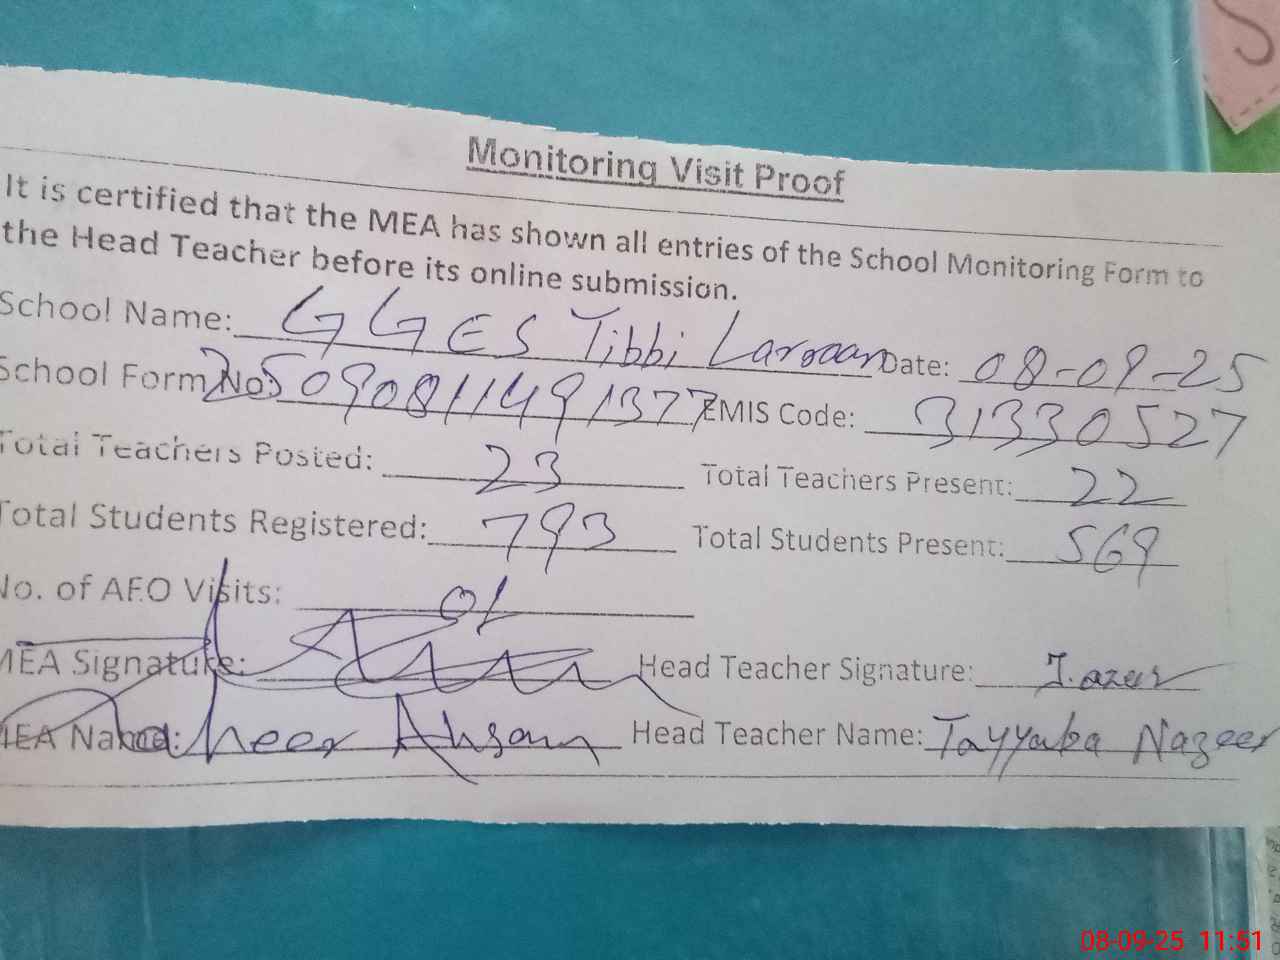 Monitoring Visit Proof
It is certified that the MEA has shown all entries of the School Monitoring Form to
the Head Teacher before its online submission.
School Name: GGES Tibbi Larraan Date: 08-09-25
School Form No: 25090811491377 EMIS Code: 31330527
Total Teachers Posted: 23 Total Teachers Present: 22
Total Students Registered: 793 Total Students Present: 569
No. of AEO Visits: 01
MEA Signature: Head Teacher Signature:
MEA Name: Ahsan Head Teacher Name: Tayyaba Nazeer
08-09-25 11:51